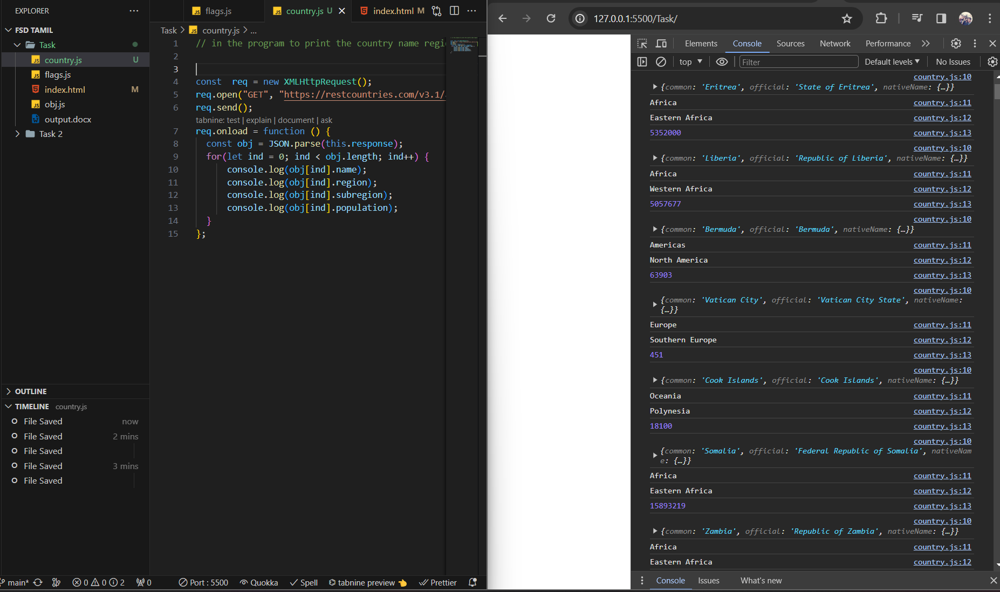 EXPLORER
FSD TAMIL
Task
country.js U
flags.js
index.html M
obj.js
output.docx
Task 2
OUTLINE
TIMELINE country.js
File Saved now
File Saved 2 mins
File Saved
File Saved 3 mins
File Saved
flags.js
country.js U
index.html M
Task > country.js > ...
1 // in the program to print the country name regi
2
3
4 const  req = new XMLHttpRequest();
5 req.open("GET", "https://restcountries.com/v3.1/
6 req.send();
tabnine: test | explain | document | ask
7 req.onload = function () {
8 const obj = JSON.parse(this.response);
9 for(let ind = 0; ind < obj.length; ind++) {
10 console.log(obj[ind].name);
11 console.log(obj[ind].region);
12 console.log(obj[ind].subregion);
13 console.log(obj[ind].population);
14 }
15 };
main* 0 0 2 0 Port : 5500 Quokka Spell tabnine preview Prettier
127.0.0.1:5500/Task/
Elements Console Sources Network Performance
top Filter Default levels No Issues
country.js:10
{common: 'Eritrea', official: 'State of Eritrea', nativeName: {…}}
Africa country.js:11
Eastern Africa country.js:12
5352000 country.js:13
country.js:10
{common: 'Liberia', official: 'Republic of Liberia', nativeName: {…}}
Africa country.js:11
Western Africa country.js:12
5057677 country.js:13
country.js:10
{common: 'Bermuda', official: 'Bermuda', nativeName: {…}}
Americas country.js:11
North America country.js:12
63903 country.js:13
country.js:10
{common: 'Vatican City', official: 'Vatican City State', nativeName:
{…}}
Europe country.js:11
Southern Europe country.js:12
451 country.js:13
country.js:10
{common: 'Cook Islands', official: 'Cook Islands', nativeName: {…}}
Oceania country.js:11
Polynesia country.js:12
18100 country.js:13
country.js:10
{common: 'Somalia', official: 'Federal Republic of Somalia', nativeNam
e: {…}}
Africa country.js:11
Eastern Africa country.js:12
15893219 country.js:13
country.js:10
{common: 'Zambia', official: 'Republic of Zambia', nativeName: {…}}
Africa country.js:11
Eastern Africa country.js:12
Console Issues What's new